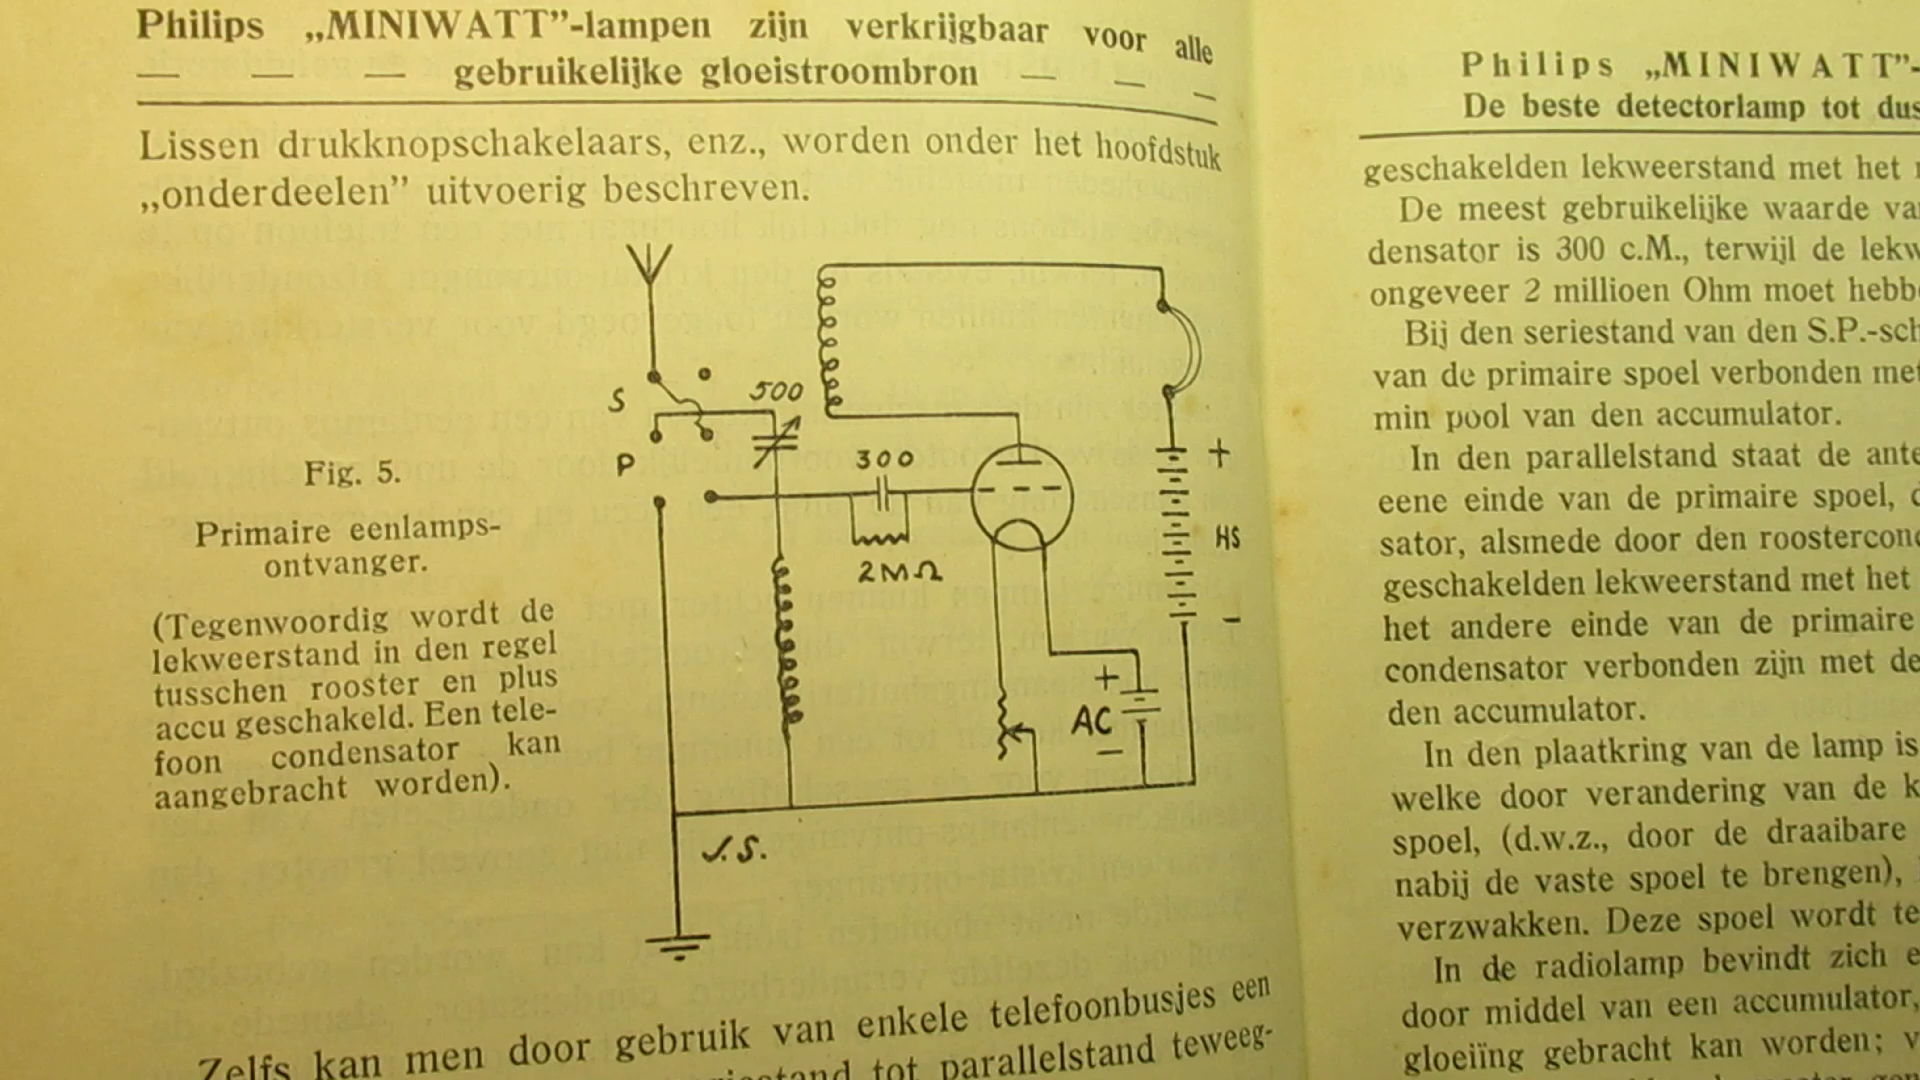 Philips „MINIWATT”-lampen zijn verkrijgbaar voor alle
— — — gebruikelijke gloeistroombron — — —
Lissen drukknopschakelaars, enz., worden onder het hoofdstuk
„onderdeelen” uitvoerig beschreven.
S
500
P
300
2MΩ
+
HS
-
+
AC
-
J.S.
Fig. 5.
Primaire eenlamps-
ontvanger.
(Tegenwoordig wordt de
lekweerstand in den regel
tusschen rooster en plus
accu geschakeld. Een tele-
foon condensator kan
aangebracht worden).
Zelfs kan men door gebruik van enkele telefoonbusjes een
tot parallelstand teweeg-
Philips „MINIWATT”-
De beste detectorlamp tot dus
geschakelden lekweerstand met het
De meest gebruikelijke waarde va
densator is 300 c.M., terwijl de lekw
ongeveer 2 millioen Ohm moet hebb
Bij den seriestand van den S.P.-sch
van de primaire spoel verbonden met
min pool van den accumulator.
In den parallelstand staat de ante
eene einde van de primaire spoel,
sator, alsmede door den roostercond
geschakelden lekweerstand met het
het andere einde van de primaire
condensator verbonden zijn met de
den accumulator.
In den plaatkring van de lamp is
welke door verandering van de k
spoel, (d.w.z., door de draaibare
nabij de vaste spoel te brengen),
verzwakken. Deze spoel wordt te
In de radiolamp bevindt zich e
door middel van een accumulator,
gloeiïng gebracht kan worden; v